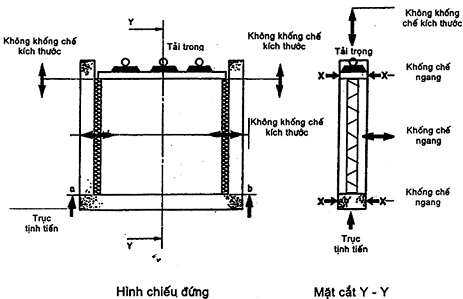 Y
Không khống chế
kích thước
Tải trọng
Không khống chế
kích thước
Không khống chế
kích thước
a
b
Trục
tịnh tiến
Y
Hình chiếu đứng
Không khống chế
chế kích thước
Tải trọng
X
X
Khống chế
ngang
Khống chế
ngang
X
X
Khống chế
ngang
Trục
tịnh tiến
Mặt cắt Y - Y